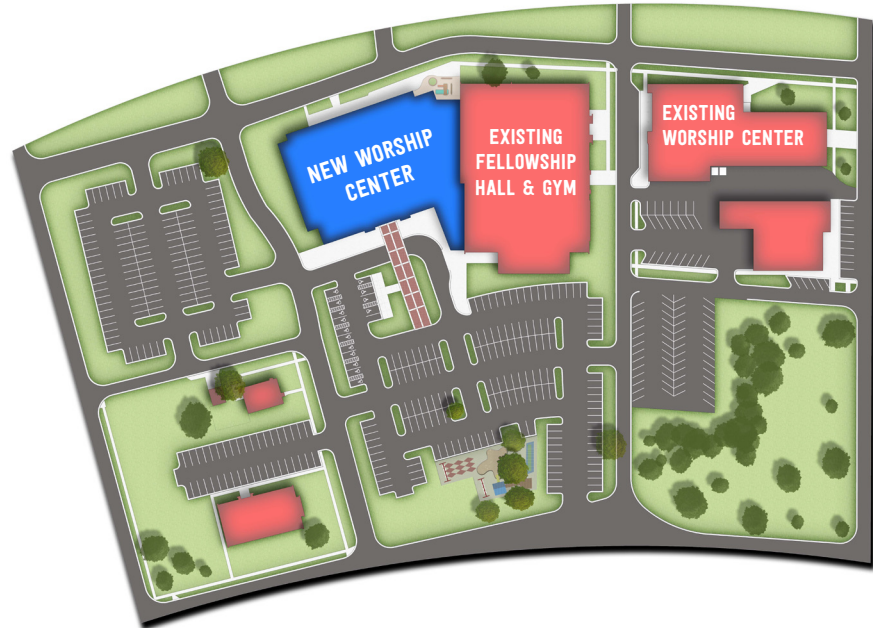 NEW WORSHIP
CENTER
EXISTING
FELLOWSHIP
HALL & GYM
EXISTING
WORSHIP CENTER